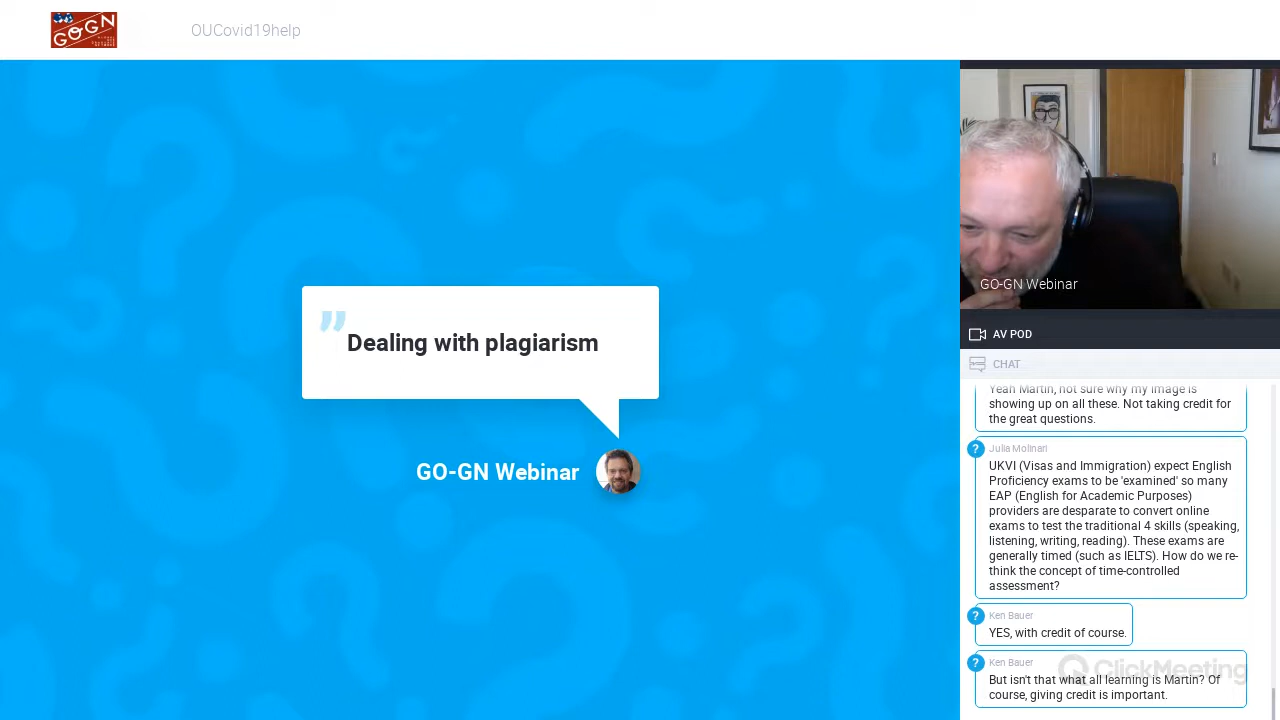 GO-GN
OUCovid19help
Dealing with plagiarism
GO-GN Webinar
GO-GN Webinar
AV POD
CHAT
Yeah Martin, not sure why my image is
showing up on all these. Not taking credit for
the great questions.
Julia Molinari
UKVI (Visas and Immigration) expect English
Proficiency exams to be 'examined' so many
EAP (English for Academic Purposes)
providers are desparate to convert online
exams to test the traditional 4 skills (speaking,
listening, writing, reading). These exams are
generally timed (such as IELTS). How do we re-
think the concept of time-controlled
assessment?
Ken Bauer
YES, with credit of course.
Ken Bauer
But isn't that what all learning is Martin? Of
course, giving credit is important.
ClickMeeting